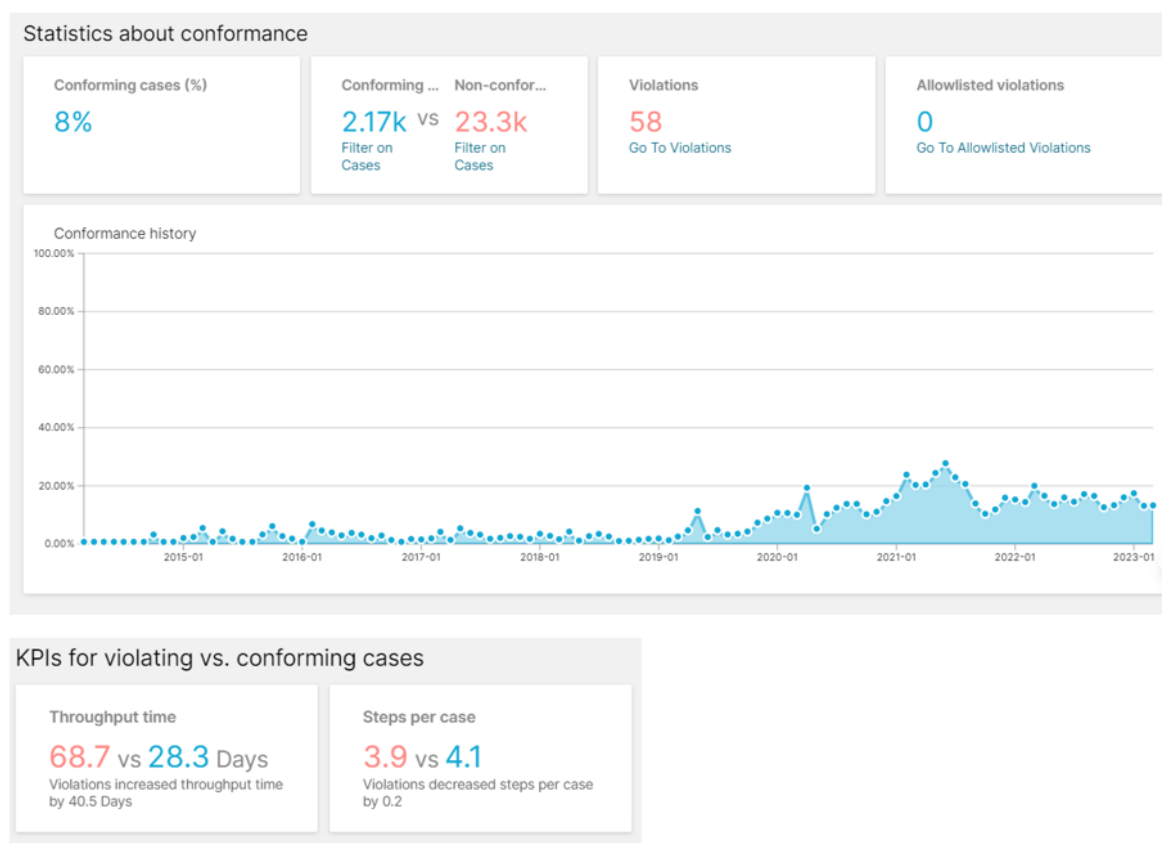 Statistics about conformance
Conforming cases (%)
8%
Conforming ... Non-confor...
2.17k vs 23.3k
Filter on Filter on
Cases Cases
Violations
58
Go To Violations
Allowlisted violations
0
Go To Allowlisted Violations
Conformance history
100.00%
80.00%
60.00%
40.00%
20.00%
0.00%
2015-01 2016-01 2017-01 2018-01 2019-01 2020-01 2021-01 2022-01 2023-01
KPIs for violating vs. conforming cases
Throughput time
68.7 vs 28.3 Days
Violations increased throughput time
by 40.5 Days
Steps per case
3.9 vs 4.1
Violations decreased steps per case
by 0.2